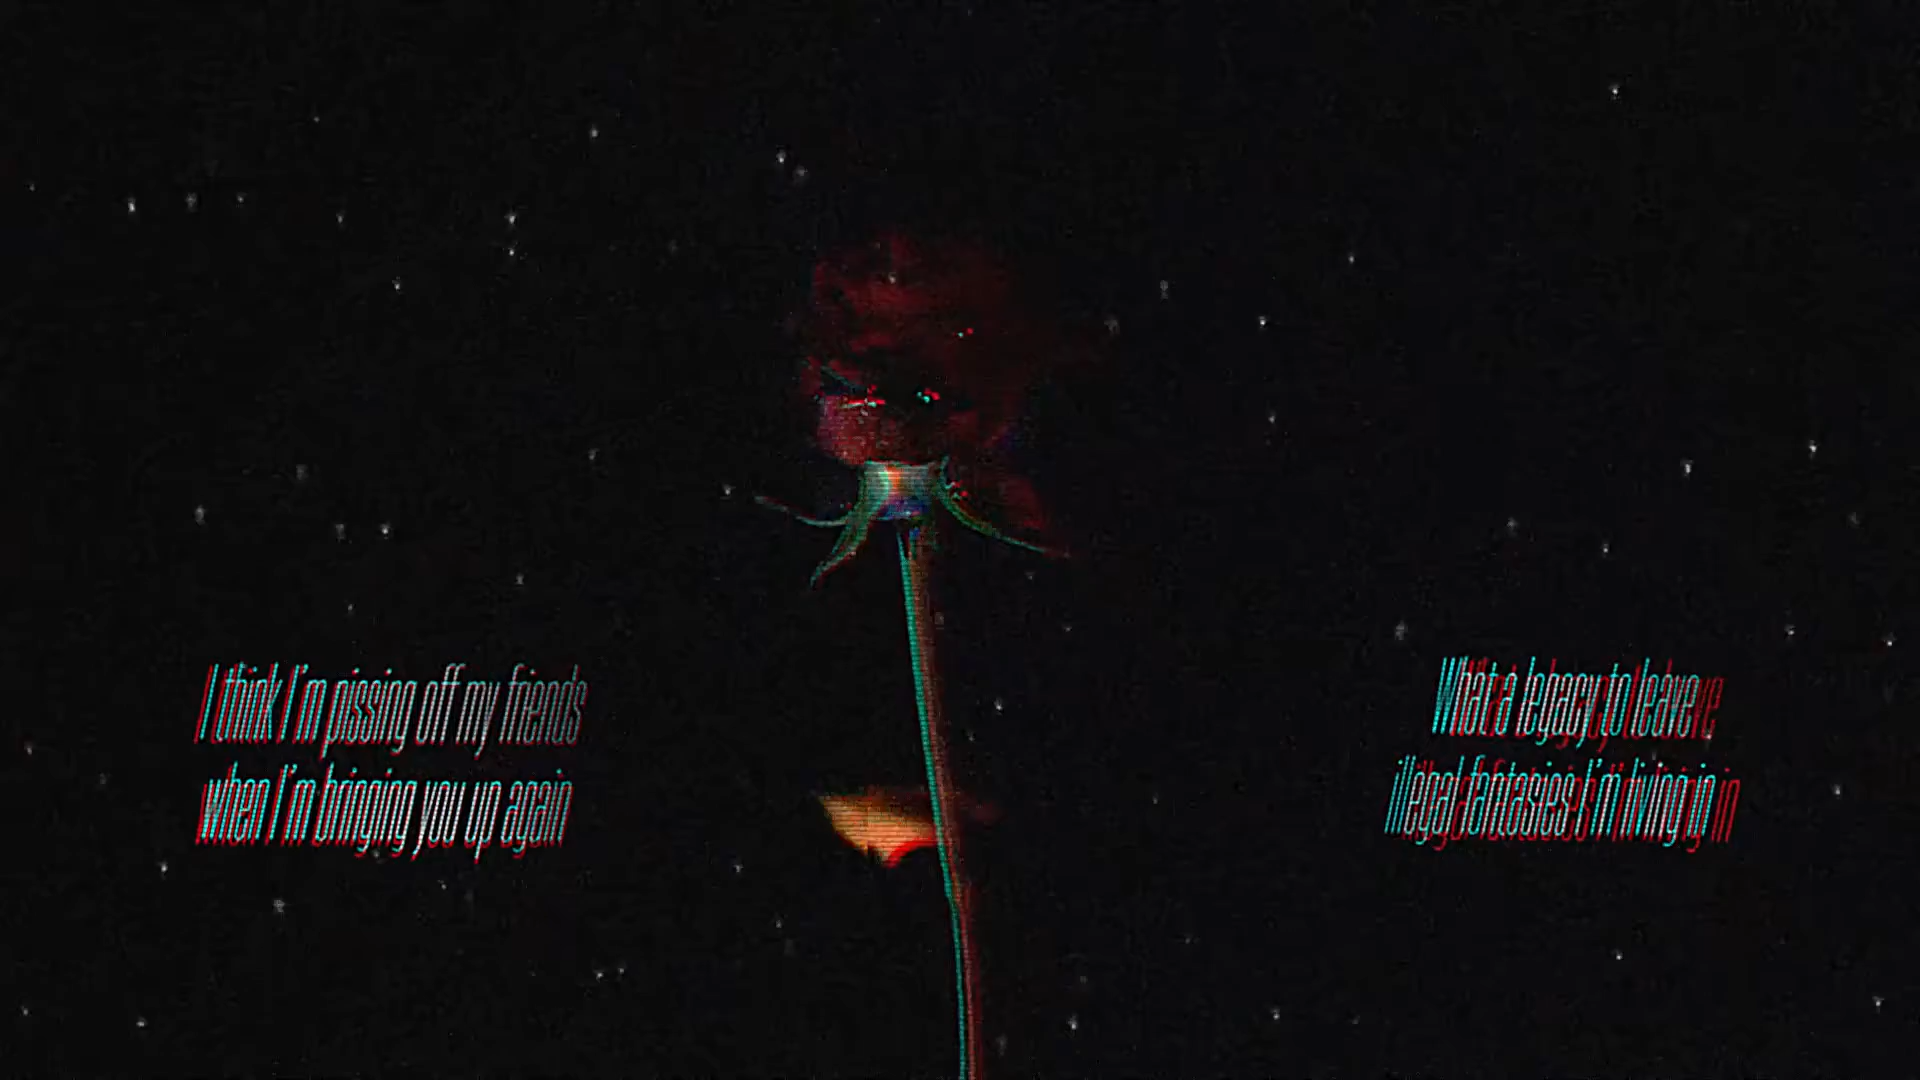 I think I'm pissing off my friends
when I'm bringing you up again
What a legacy to leave
illegal fantasies I'm living in